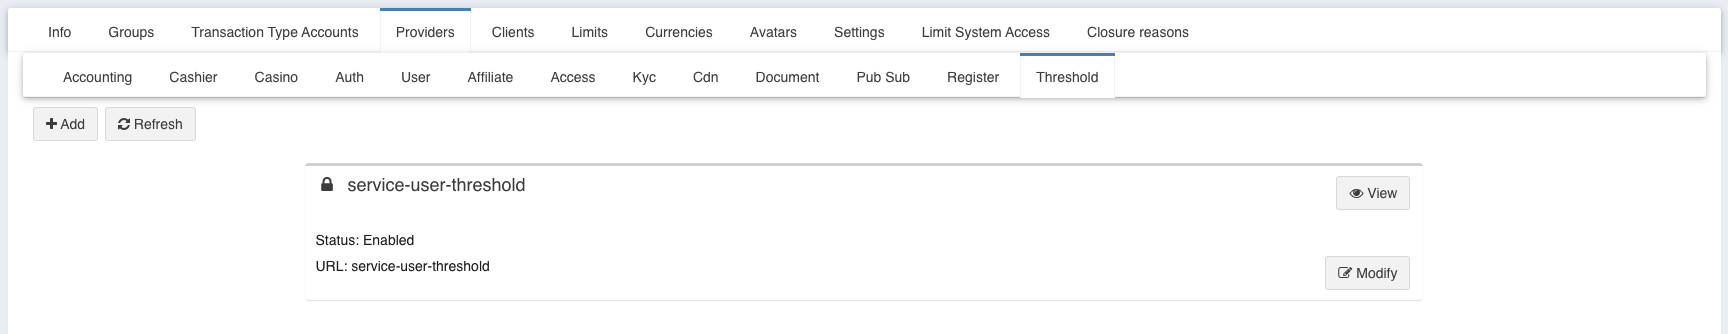 Info Groups Transaction Type Accounts Providers Clients Limits Currencies Avatars Settings Limit System Access Closure reasons
Accounting Cashier Casino Auth User Affiliate Access Kyc Cdn Document Pub Sub Register Threshold
Add Refresh
service-user-threshold
View
Status: Enabled
URL: service-user-threshold
Modify